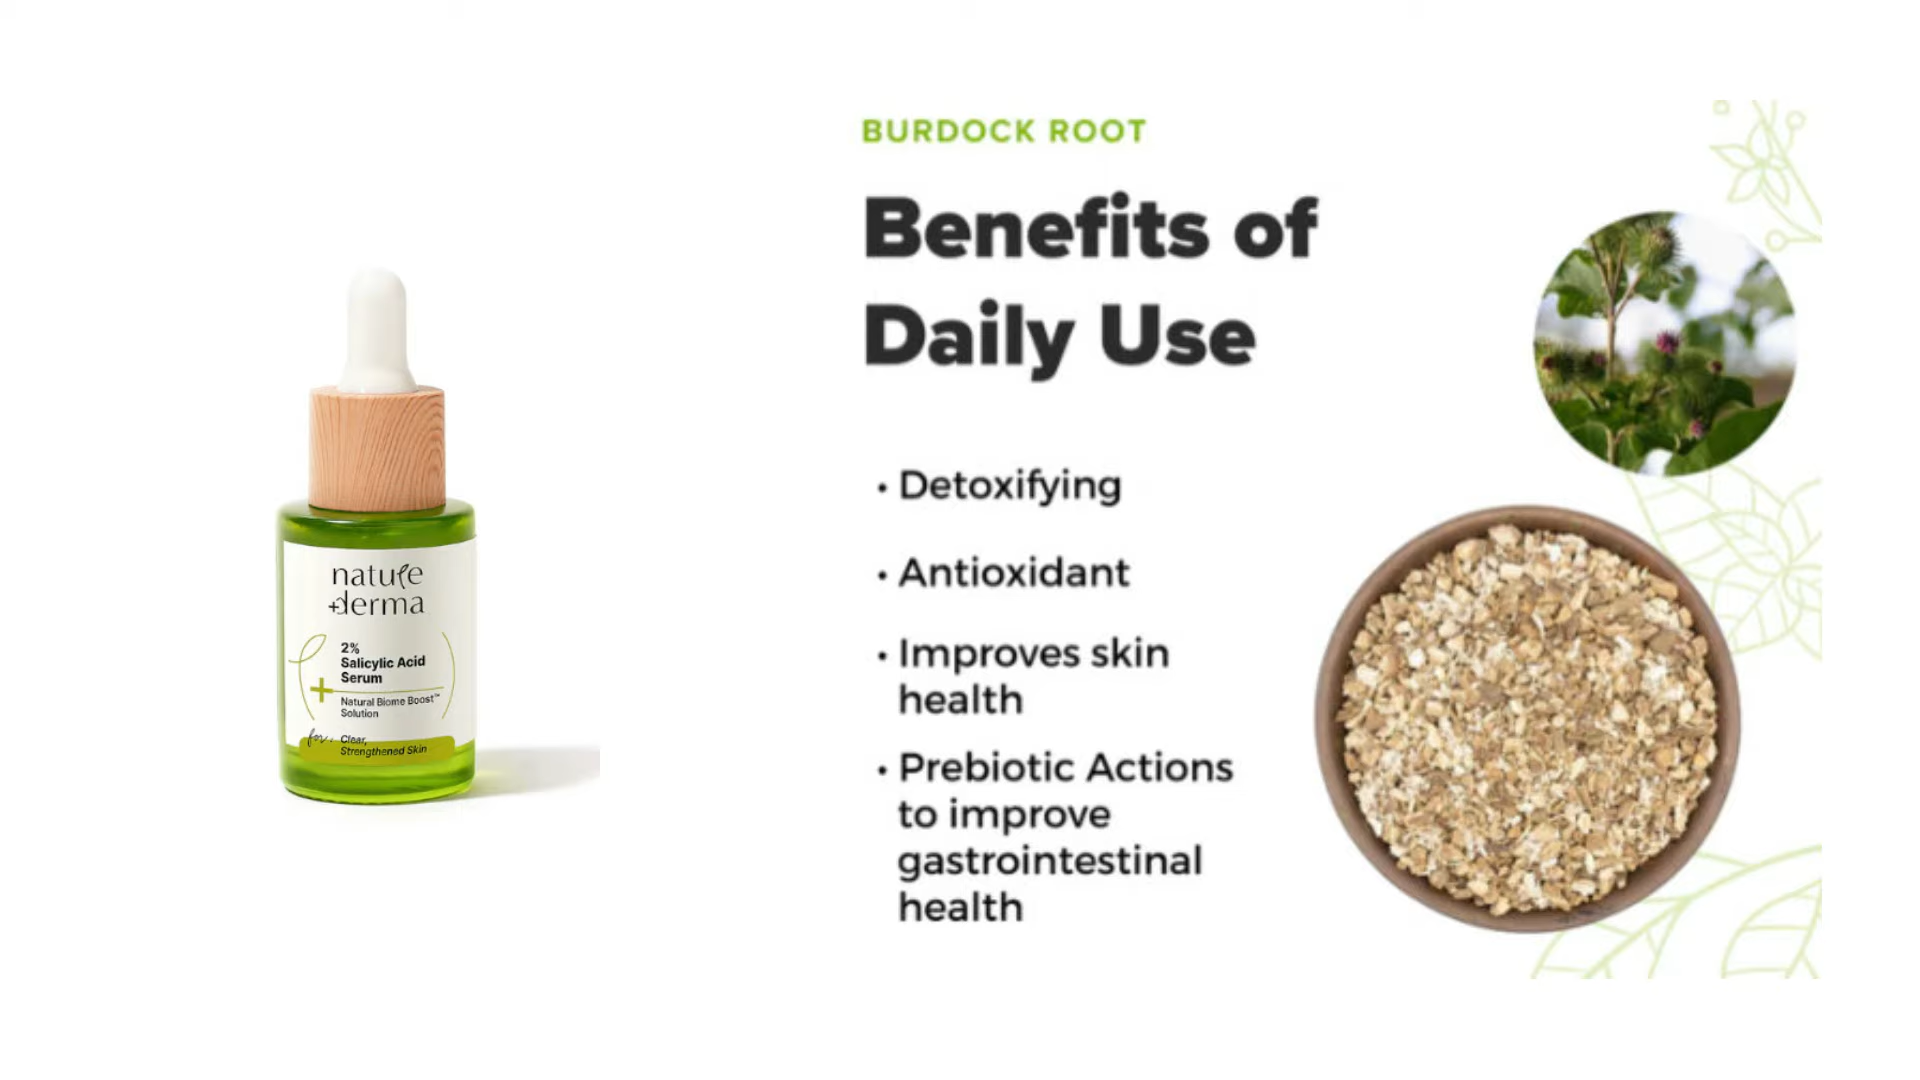 nature
+derma
2%
Salicylic Acid
Serum
+
Natural Biome Boost™
Solution
for: Clear,
Strengthened Skin
BURDOCK ROOT
Benefits of
Daily Use
• Detoxifying
• Antioxidant
• Improves skin
health
• Prebiotic Actions
to improve
gastrointestinal
health